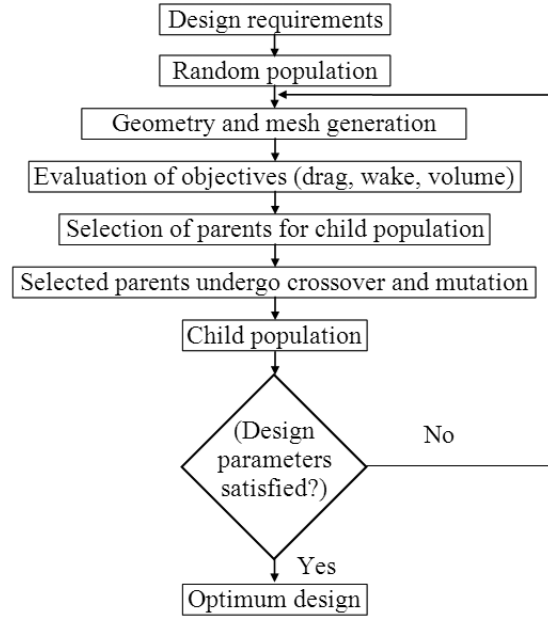 Design requirements
Random population
Geometry and mesh generation
Evaluation of objectives (drag, wake, volume)
Selection of parents for child population
Selected parents undergo crossover and mutation
Child population
(Design
parameters
satisfied?)
No
Yes
Optimum design